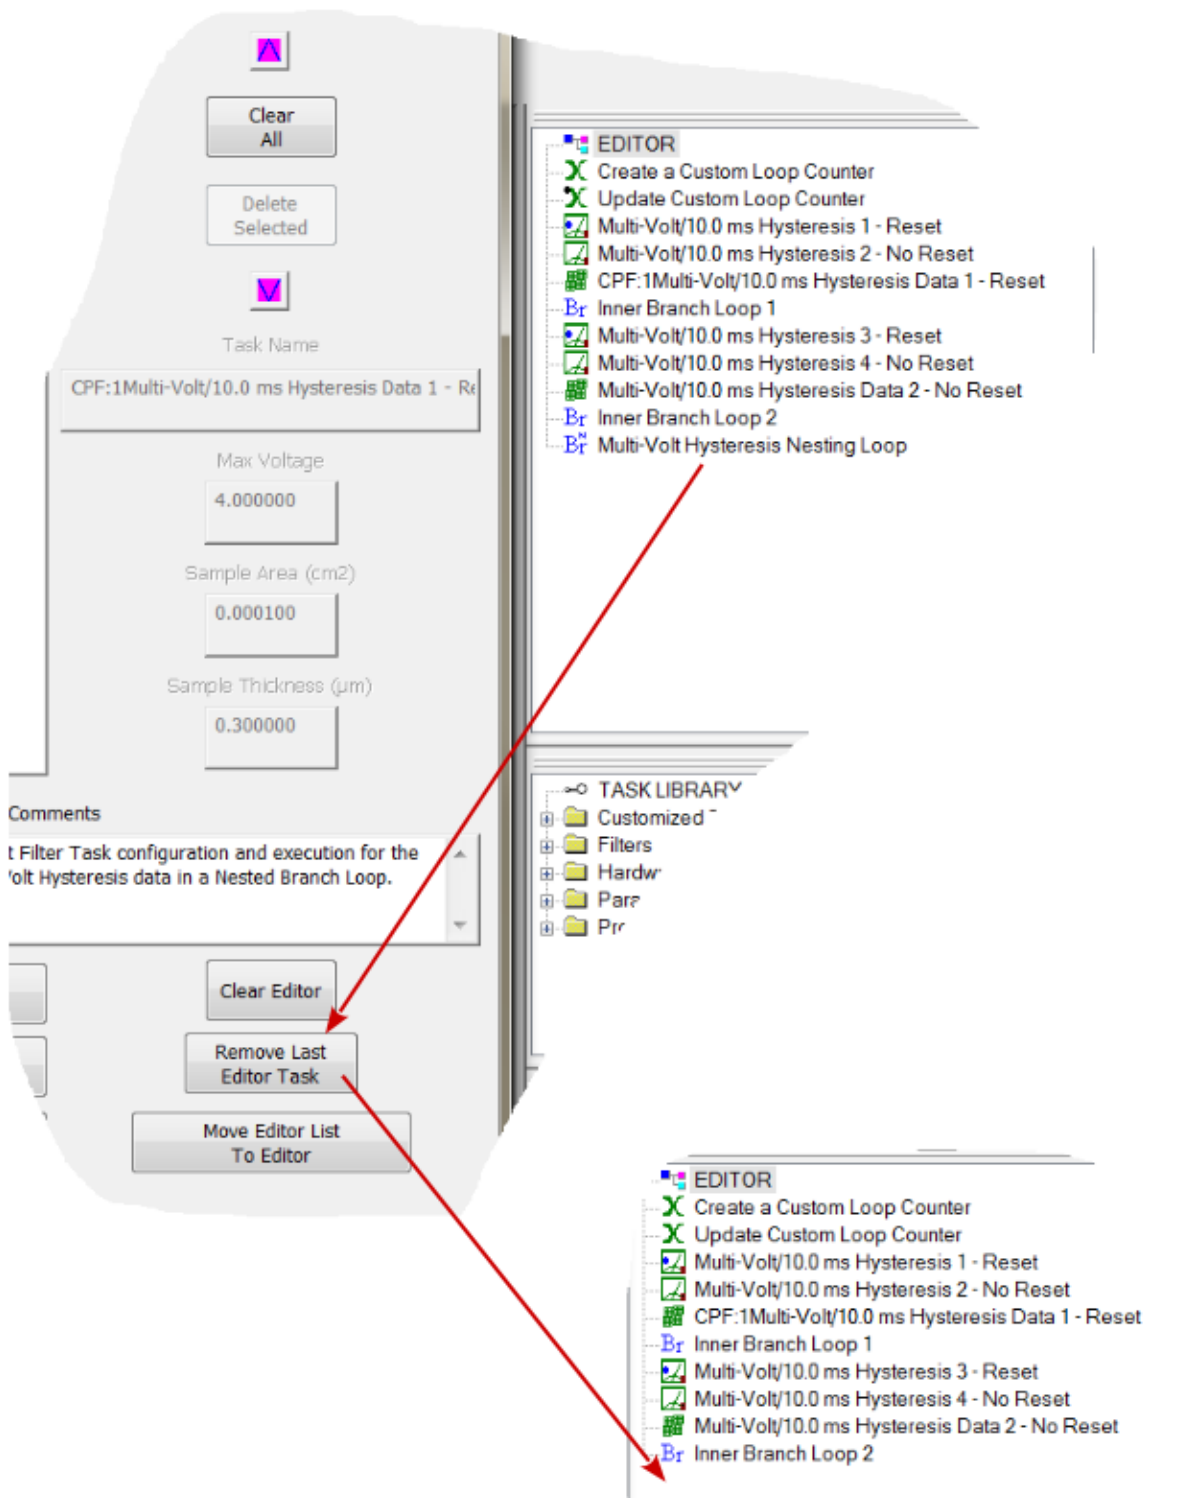 Clear
All
Delete
Selected
Task Name
CPF:1Multi-Volt/10.0 ms Hysteresis Data 1 - Re
Max Voltage
4.000000
Sample Area (cm2)
0.000100
Sample Thickness (µm)
0.300000
Comments
t Filter Task configuration and execution for the
Volt Hysteresis data in a Nested Branch Loop.
Clear Editor
Remove Last
Editor Task
Move Editor List
To Editor
EDITOR
Create a Custom Loop Counter
Update Custom Loop Counter
Multi-Volt/10.0 ms Hysteresis 1 - Reset
Multi-Volt/10.0 ms Hysteresis 2 - No Reset
CPF:1Multi-Volt/10.0 ms Hysteresis Data 1 - Reset
Br Inner Branch Loop 1
Multi-Volt/10.0 ms Hysteresis 3 - Reset
Multi-Volt/10.0 ms Hysteresis 4 - No Reset
Multi-Volt/10.0 ms Hysteresis Data 2 - No Reset
Br Inner Branch Loop 2
Br N Multi-Volt Hysteresis Nesting Loop
TASK LIBRARY
Customized
Filters
Hardw
Para
Pr
EDITOR
Create a Custom Loop Counter
Update Custom Loop Counter
Multi-Volt/10.0 ms Hysteresis 1 - Reset
Multi-Volt/10.0 ms Hysteresis 2 - No Reset
CPF:1Multi-Volt/10.0 ms Hysteresis Data 1 - Reset
Br Inner Branch Loop 1
Multi-Volt/10.0 ms Hysteresis 3 - Reset
Multi-Volt/10.0 ms Hysteresis 4 - No Reset
Multi-Volt/10.0 ms Hysteresis Data 2 - No Reset
Br Inner Branch Loop 2